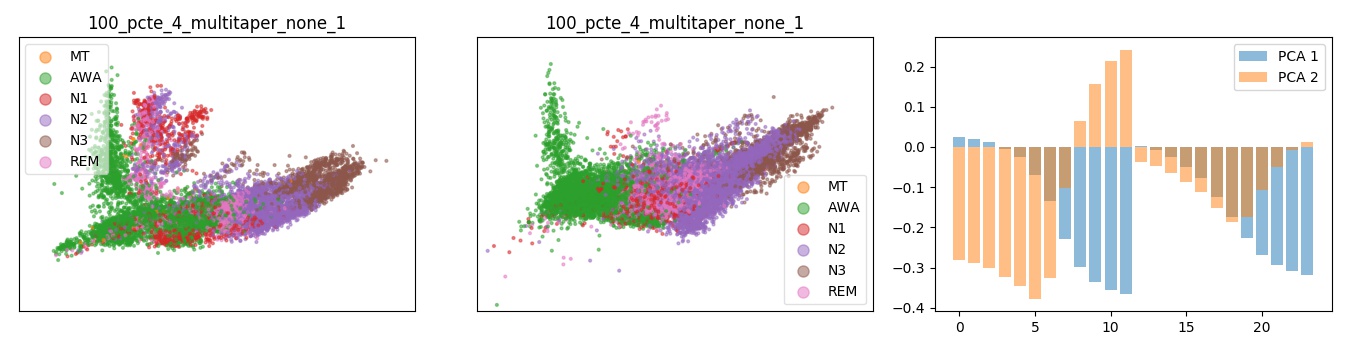 100_pcte_4_multitaper_none_1
MT
AWA
N1
N2
N3
REM
100_pcte_4_multitaper_none_1
MT
AWA
N1
N2
N3
REM
PCA 1
PCA 2
0.2
0.1
0.0
−0.1
−0.2
−0.3
−0.4
0 5 10 15 20